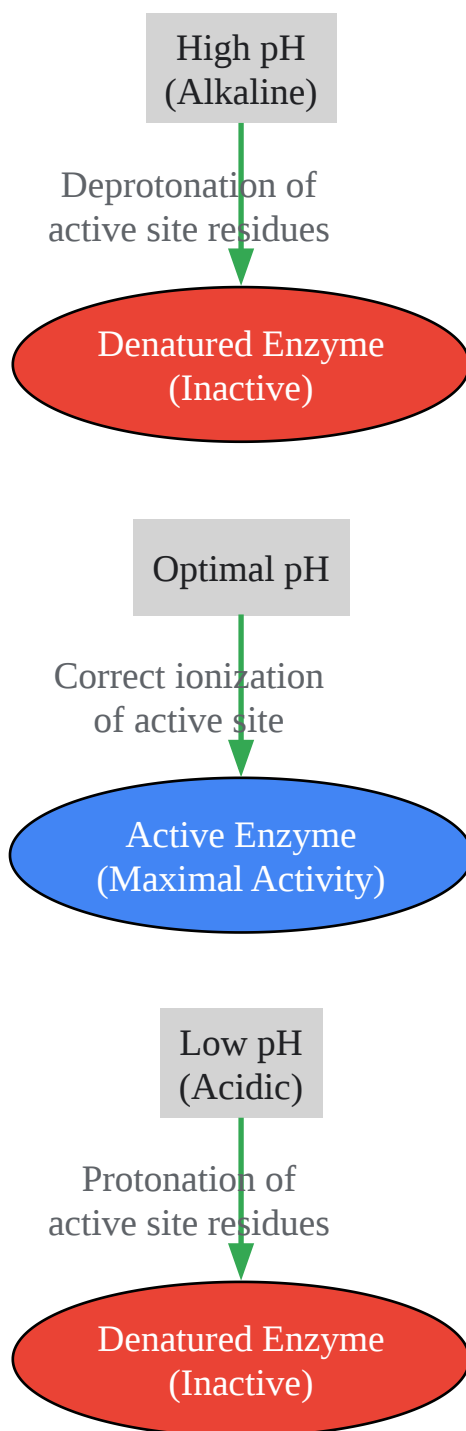 High pH
(Alkaline)
Deprotonation of
active site residues
Denatured Enzyme
(Inactive)
Optimal pH
Correct ionization
of active site
Active Enzyme
(Maximal Activity)
Low pH
(Acidic)
Protonation of
active site residues
Denatured Enzyme
(Inactive)